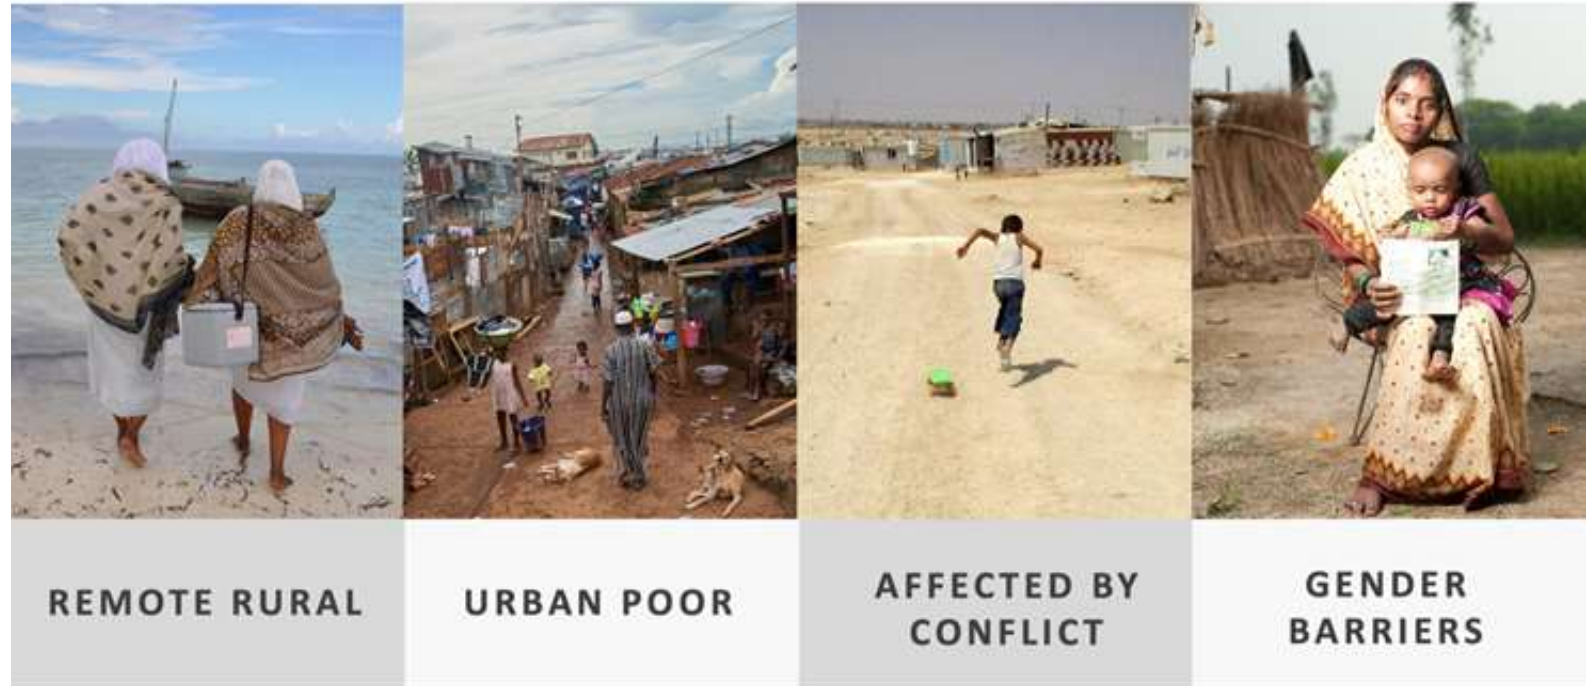 REMOTE RURAL
URBAN POOR
AFFECTED BY
CONFLICT
GENDER
BARRIERS